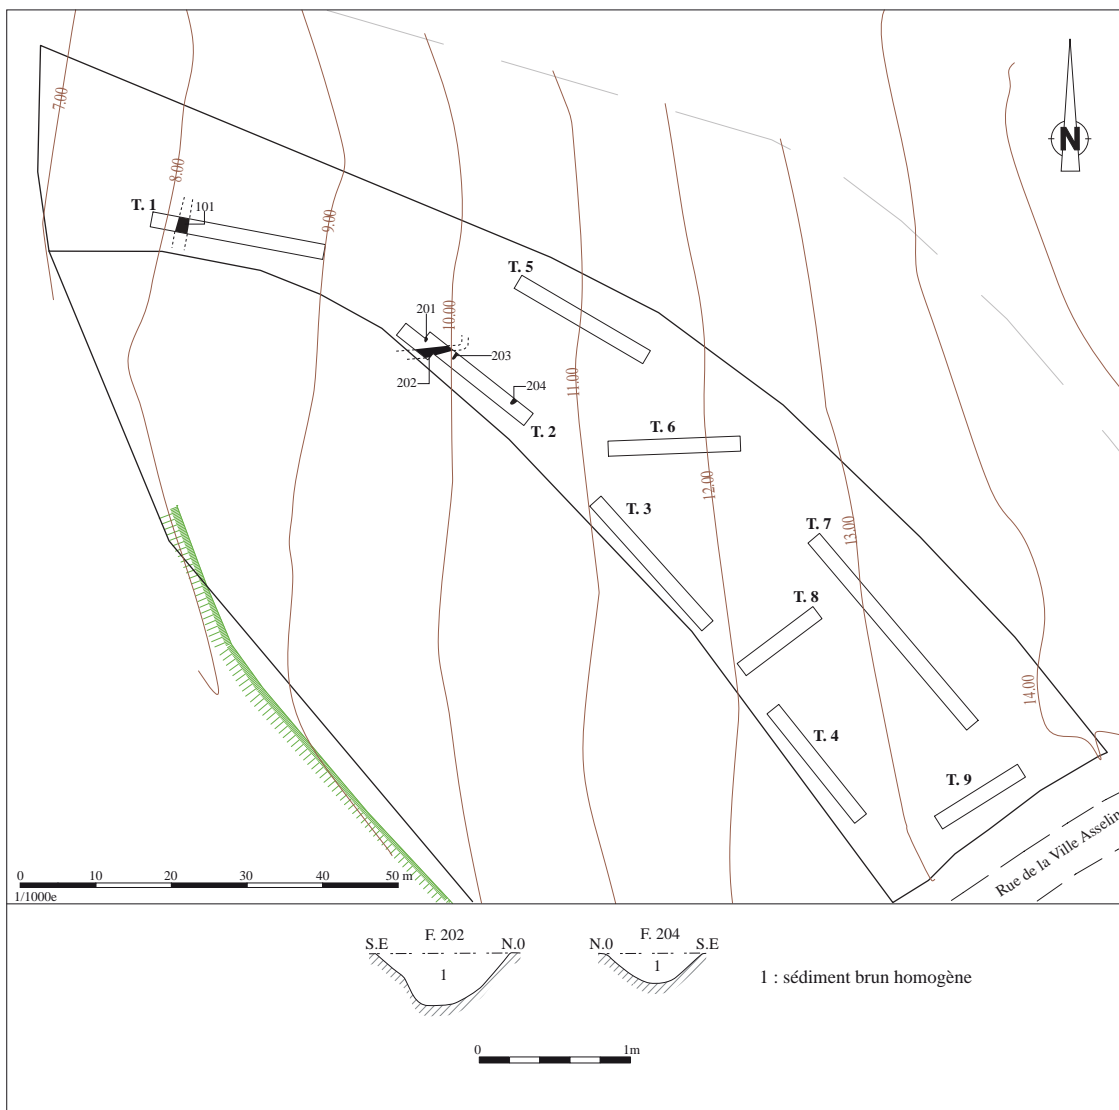 7.00
8.00
9.00
10.00
11.00
12.00
13.00
14.00
N
T. 1
101
T. 5
201
202
203
204
T. 2
T. 6
T. 3
T. 7
T. 8
T. 4
T. 9
Rue de la Ville Asselin
0 10 20 30 40 50 m
1/1000e
F. 202
S.E N.0
1
F. 204
N.0 S.E
1
1 : sédiment brun homogène
0 1m